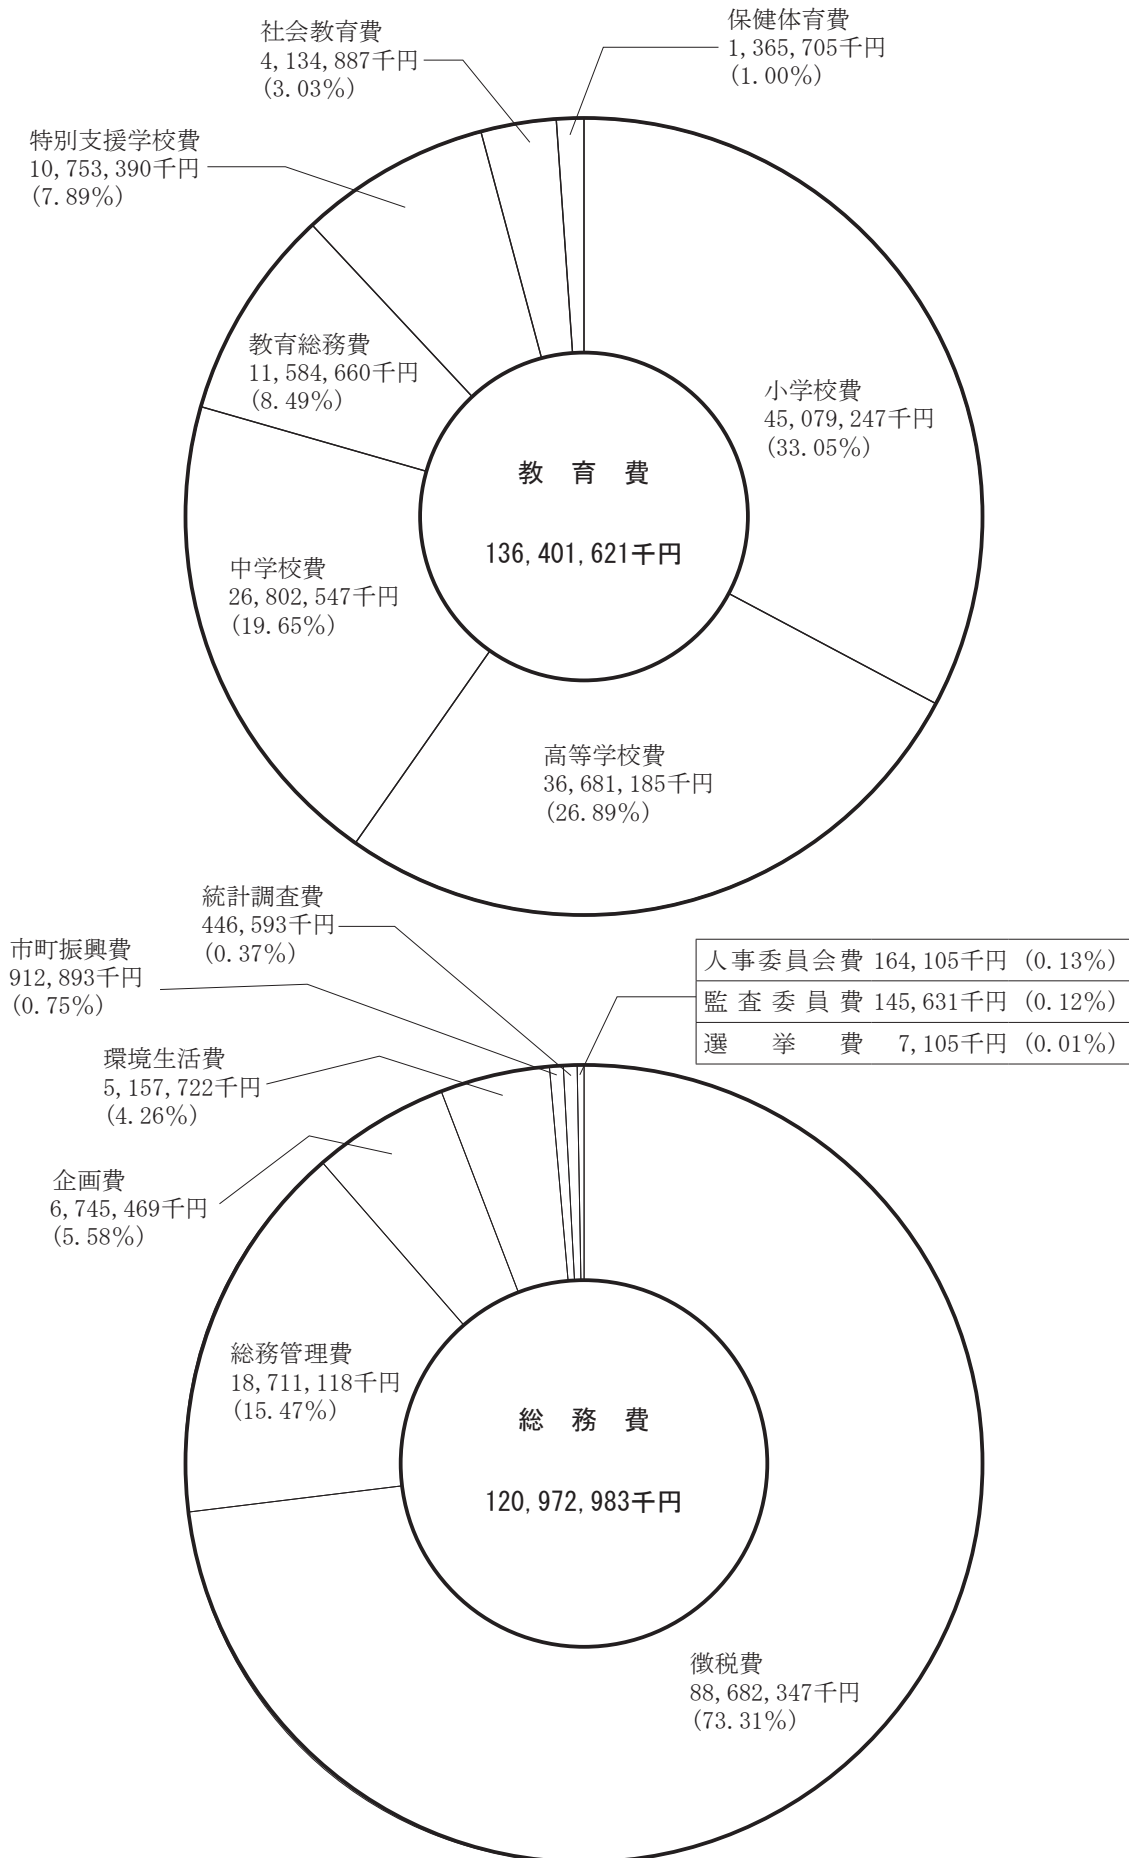 社会教育費
4,134,887千円
(3.03%)
保健体育費
1,365,705千円
(1.00%)
特別支援学校費
10,753,390千円
(7.89%)
教育総務費
11,584,660千円
(8.49%)
小学校費
45,079,247千円
(33.05%)
教育費
136,401,621千円
中学校費
26,802,547千円
(19.65%)
高等学校費
36,681,185千円
(26.89%)
統計調査費
446,593千円
(0.37%)
市町振興費
912,893千円
(0.75%)
人事委員会費 164,105千円 (0.13%)
監査委員費 145,631千円 (0.12%)
選挙費 7,105千円 (0.01%)
環境生活費
5,157,722千円
(4.26%)
企画費
6,745,469千円
(5.58%)
総務管理費
18,711,118千円
(15.47%)
総務費
120,972,983千円
徴税費
88,682,347千円
(73.31%)